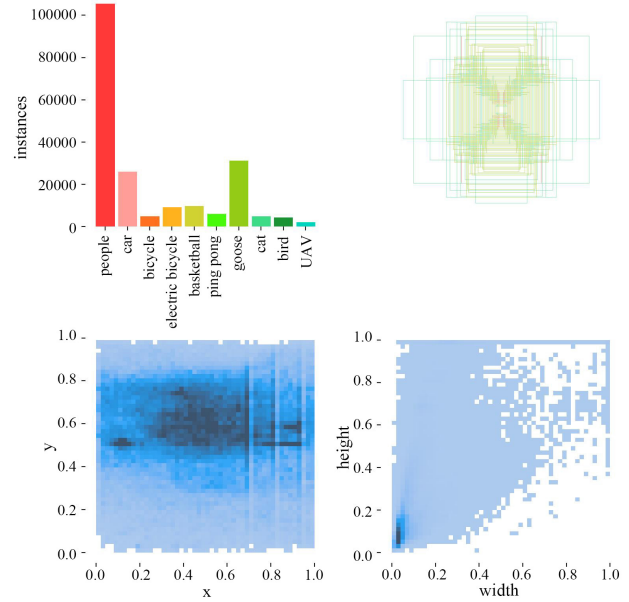 100000
80000
60000
40000
20000
0
instances
people
car
bicycle
electric bicycle
basketball
ping pong
goose
cat
bird
UAV
1.0
0.8
0.6
0.4
0.2
0.0
y
0.0 0.2 0.4 0.6 0.8 1.0
x
1.0
0.8
0.6
0.4
0.2
0.0
height
0.0 0.2 0.4 0.6 0.8 1.0
width